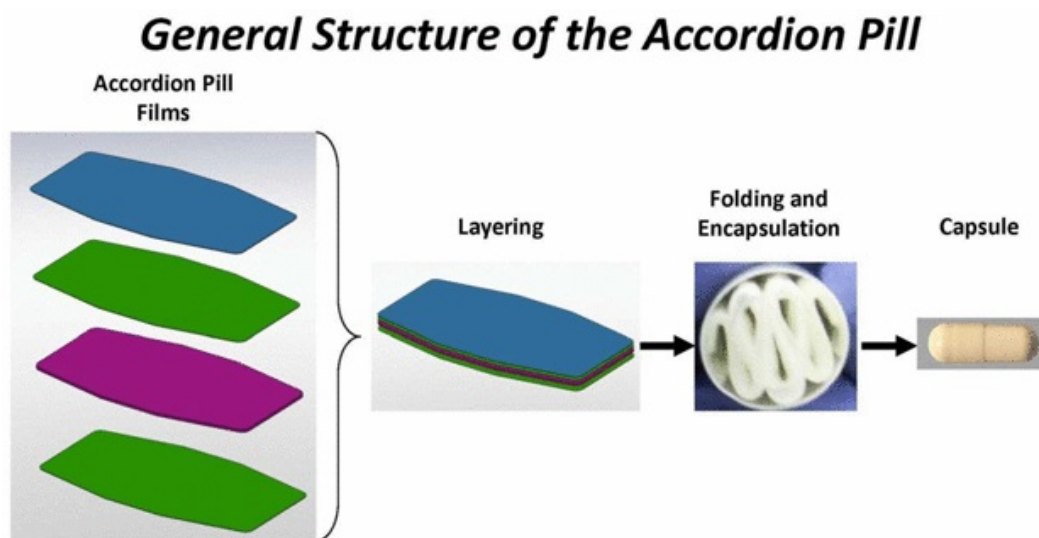 General Structure of the Accordion Pill
Accordion Pill
Films
Layering
Folding and
Encapsulation
Capsule